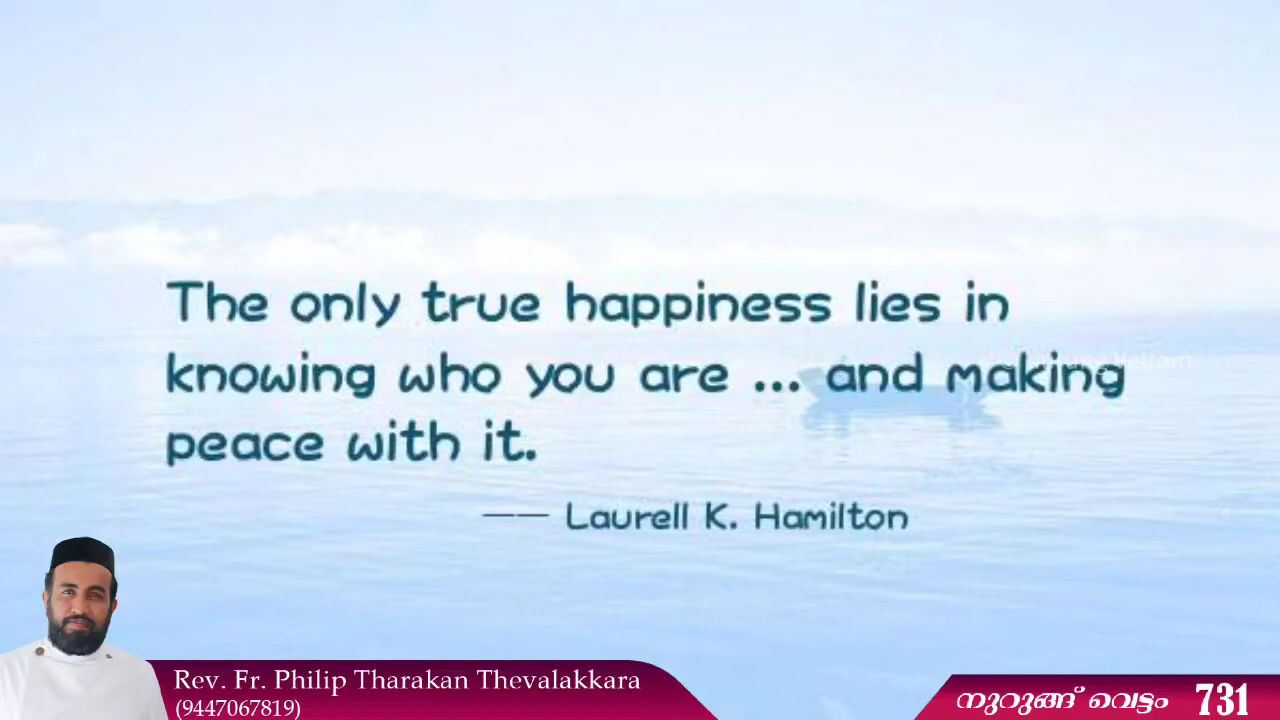 The only true happiness lies in
knowing who you are ... and making
peace with it.
—— Laurell K. Hamilton
Rev. Fr. Philip Tharakan Thevalakkara
(9447067819)
നുറുങ്ങ് വെട്ടം 731